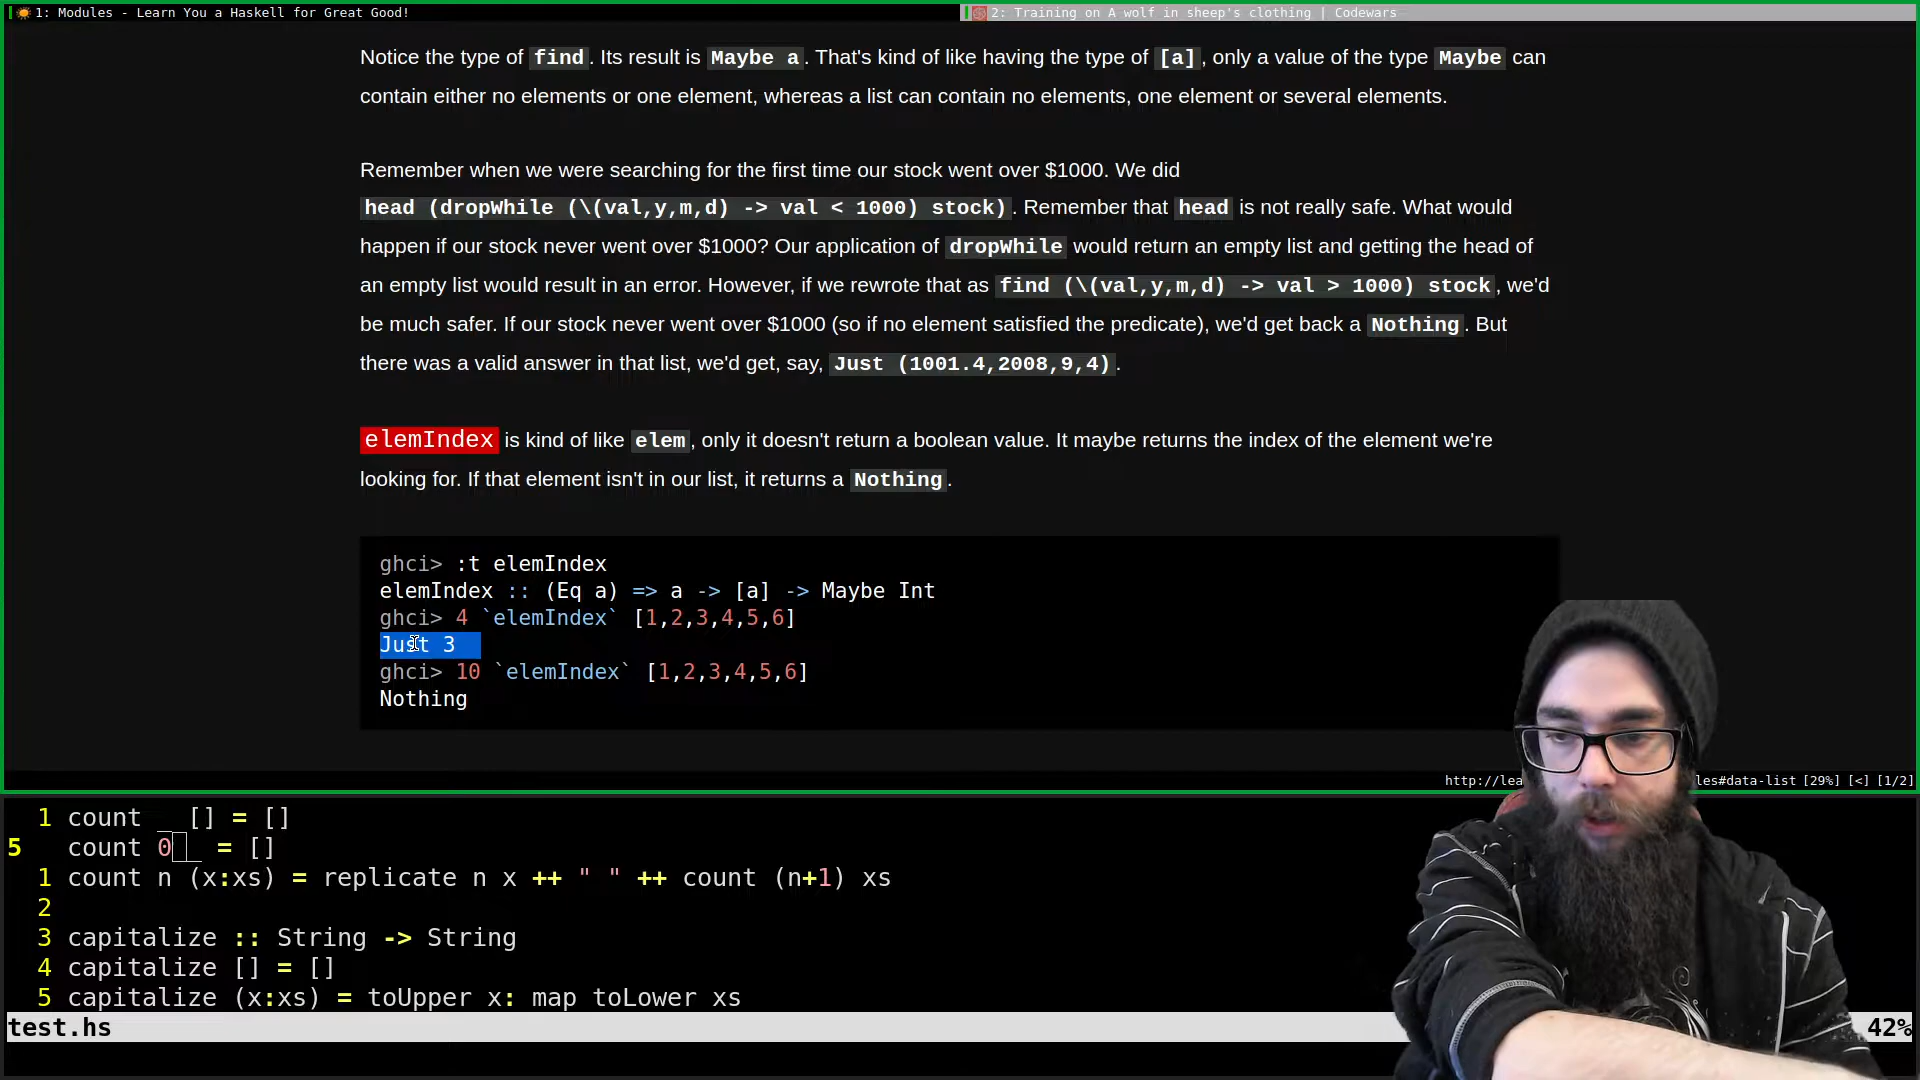 1: Modules - Learn You a Haskell for Great Good!
2: Training on A wolf in sheep's clothing | Codewars
Notice the type of find. Its result is Maybe a. That's kind of like having the type of [a], only a value of the type Maybe can
contain either no elements or one element, whereas a list can contain no elements, one element or several elements.
Remember when we were searching for the first time our stock went over $1000. We did
head (dropWhile (\(val,y,m,d) -> val < 1000) stock). Remember that head is not really safe. What would
happen if our stock never went over $1000? Our application of dropWhile would return an empty list and getting the head of
an empty list would result in an error. However, if we rewrote that as find (\(val,y,m,d) -> val > 1000) stock, we'd
be much safer. If our stock never went over $1000 (so if no element satisfied the predicate), we'd get back a Nothing. But
there was a valid answer in that list, we'd get, say, Just (1001.4,2008,9,4).
elemIndex is kind of like elem, only it doesn't return a boolean value. It maybe returns the index of the element we're
looking for. If that element isn't in our list, it returns a Nothing.
ghci> :t elemIndex
elemIndex :: (Eq a) => a -> [a] -> Maybe Int
ghci> 4 `elemIndex` [1,2,3,4,5,6]
Just 3
ghci> 10 `elemIndex` [1,2,3,4,5,6]
Nothing
http://lea les#data-list [29%] [<] [1/2]
1 count _ [] = []
5 count 0 _ = []
1 count n (x:xs) = replicate n x ++ " " ++ count (n+1) xs
2
3 capitalize :: String -> String
4 capitalize [] = []
5 capitalize (x:xs) = toUpper x: map toLower xs
test.hs 42%